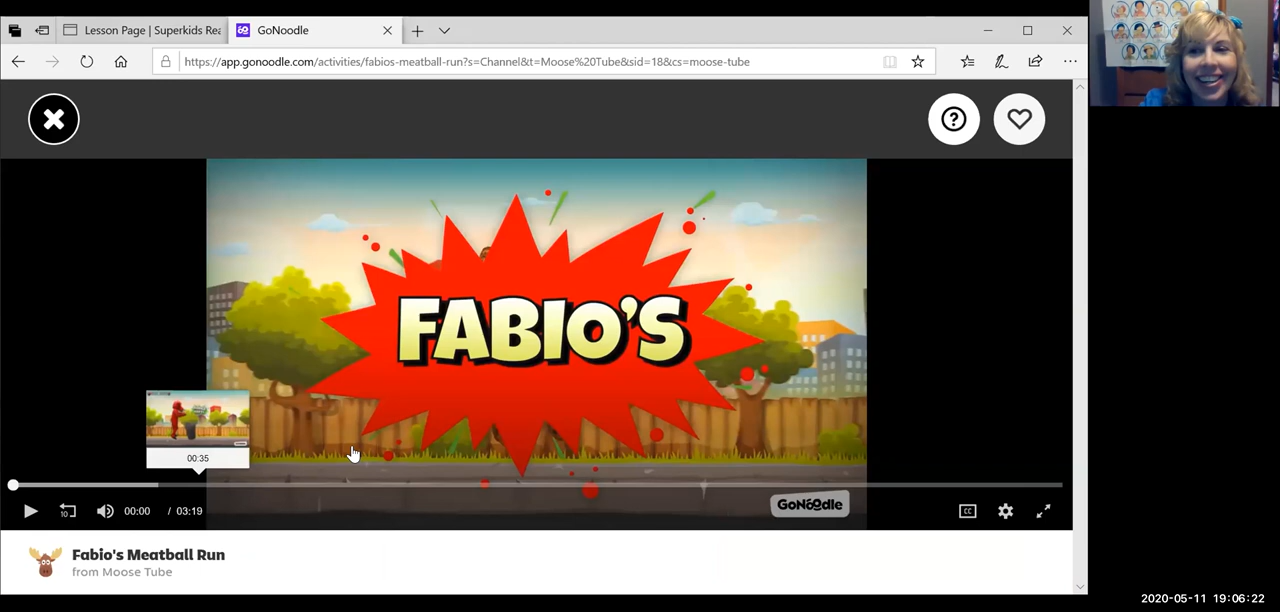 Lesson Page | Superkids Rea
GoNoodle
https://app.gonoodle.com/activities/fabios-meatball-run?s=Channel&t=Moose%20Tube&sid=18&cs=moose-tube
FABIO'S
00:35
GoNoodle
10
00:00 / 03:19
CC
Fabio's Meatball Run
from Moose Tube
2020-05-11 19:06:22